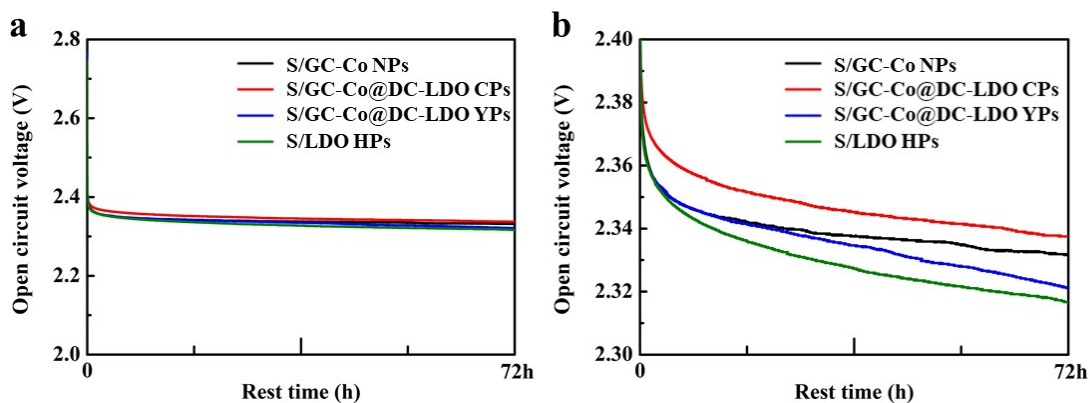 a
2.8
2.6
2.4
2.2
2.0
Open circuit voltage (V)
S/GC-Co NPs
S/GC-Co@DC-LDO CPs
S/GC-Co@DC-LDO YPs
S/LDO HPs
0
72h
Rest time (h)
b
2.40
2.38
2.36
2.34
2.32
2.30
Open circuit voltage (V)
S/GC-Co NPs
S/GC-Co@DC-LDO CPs
S/GC-Co@DC-LDO YPs
S/LDO HPs
0
72h
Rest time (h)